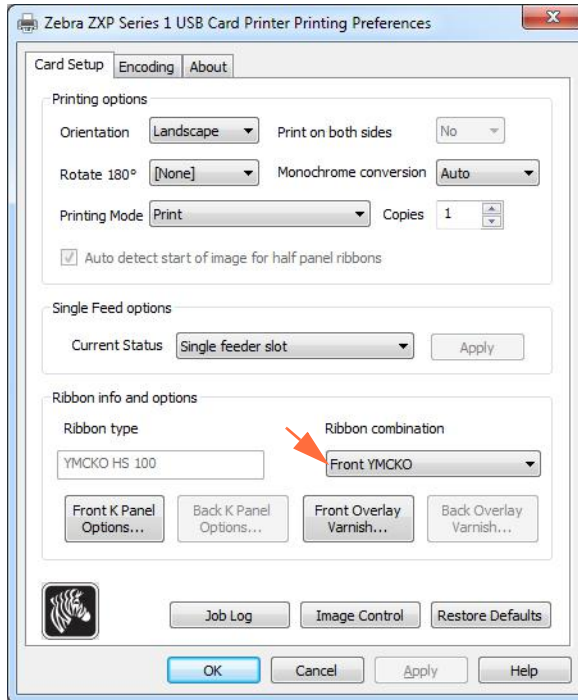 Zebra ZXP Series 1 USB Card Printer Printing Preferences
Card Setup Encoding About
Printing options
Orientation Landscape Print on both sides No
Rotate 180° [None] Monochrome conversion Auto
Printing Mode Print Copies 1
Auto detect start of image for half panel ribbons
Single Feed options
Current Status Single feeder slot Apply
Ribbon info and options
Ribbon type Ribbon combination
YMCKO HS 100 Front YMCKO
Front K Panel Back K Panel Front Overlay Back Overlay
Options... Options... Varnish... Varnish...
Job Log Image Control Restore Defaults
OK Cancel Apply Help